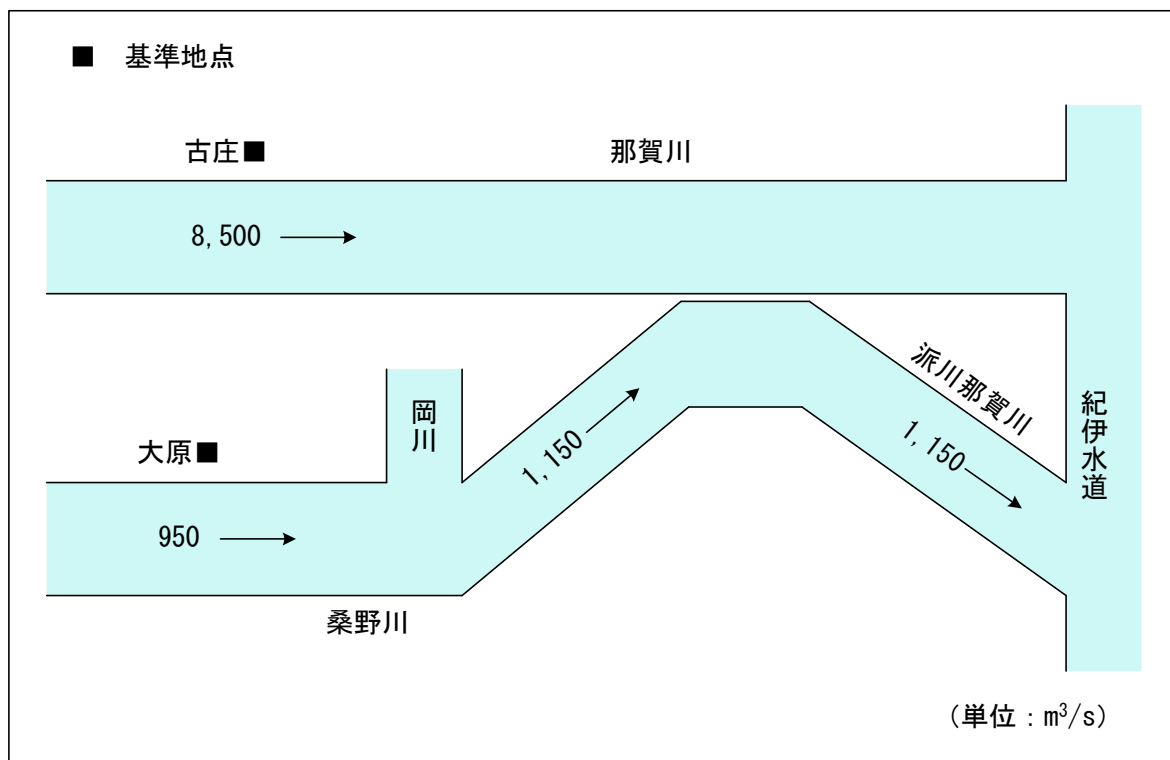 ■ 基準地点
古庄■
那賀川
8,500
派川那賀川
岡川
紀伊水道
大原■
1,150
1,150
950
桑野川
(単位:m³/s)